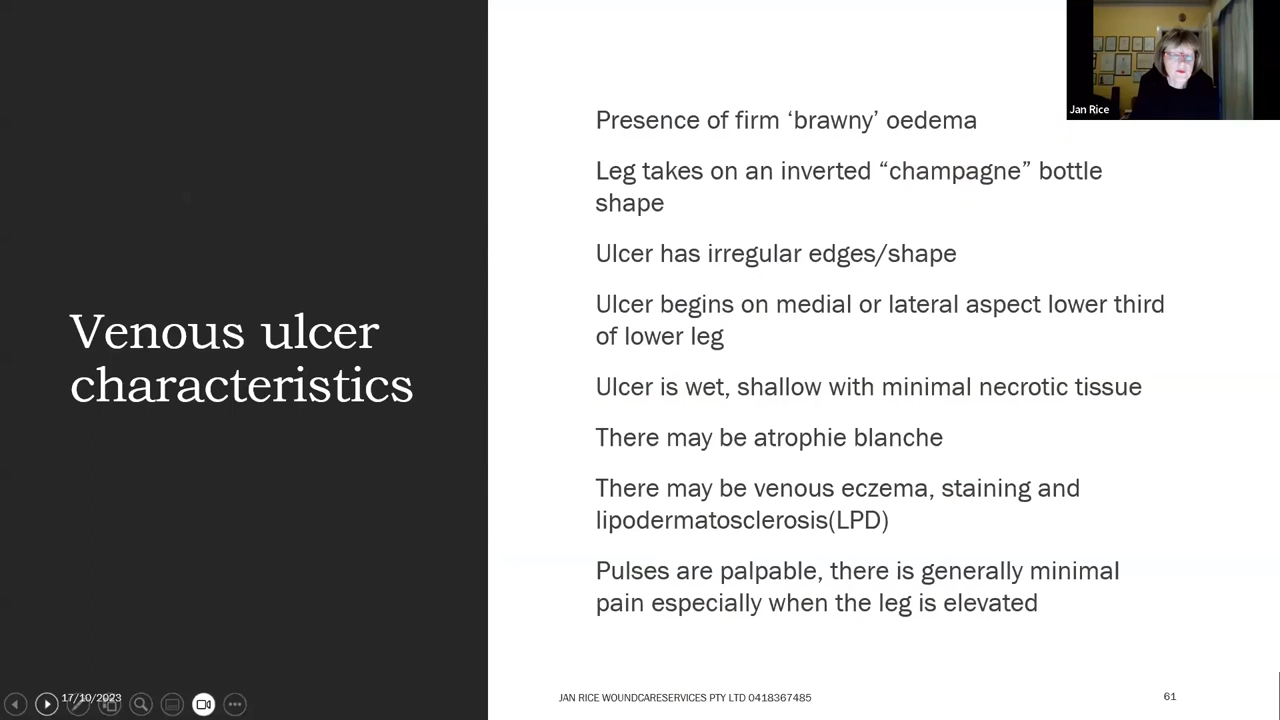 Jan Rice
Venous ulcer
characteristics
Presence of firm ‘brawny’ oedema
Leg takes on an inverted “champagne” bottle
shape
Ulcer has irregular edges/shape
Ulcer begins on medial or lateral aspect lower third
of lower leg
Ulcer is wet, shallow with minimal necrotic tissue
There may be atrophie blanche
There may be venous eczema, staining and
lipodermatosclerosis(LPD)
Pulses are palpable, there is generally minimal
pain especially when the leg is elevated
17/10/2023
JAN RICE WOUNDCARESERVICES PTY LTD 0418367485
61